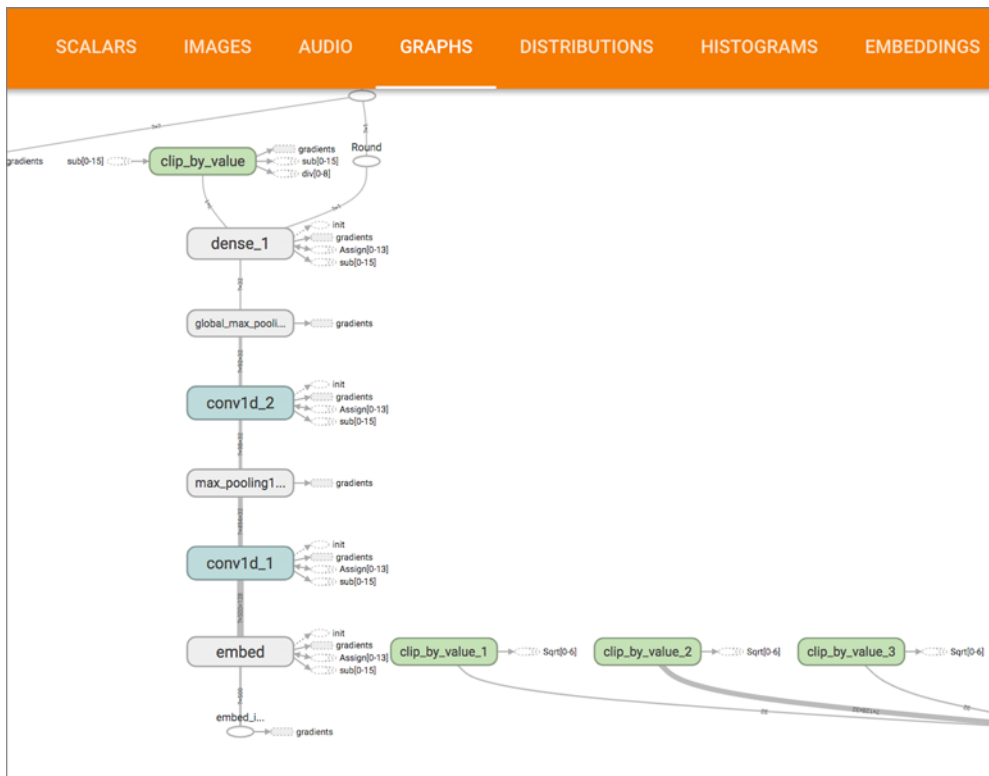 SCALARS IMAGES AUDIO GRAPHS DISTRIBUTIONS HISTOGRAMS EMBEDDINGS
gradients
sub[0-15]
clip_by_value
gradients
sub[0-15]
div[0-8]
Round
dense_1
init
gradients
Assign[0-13]
sub[0-15]
global_max_pooli...
gradients
conv1d_2
init
gradients
Assign[0-13]
sub[0-15]
max_pooling1...
gradients
conv1d_1
init
gradients
Assign[0-13]
sub[0-15]
embed
init
gradients
Assign[0-13]
sub[0-15]
clip_by_value_1
Sqrt[0-6]
clip_by_value_2
Sqrt[0-6]
clip_by_value_3
Sqrt[0-6]
embed_i...
gradients